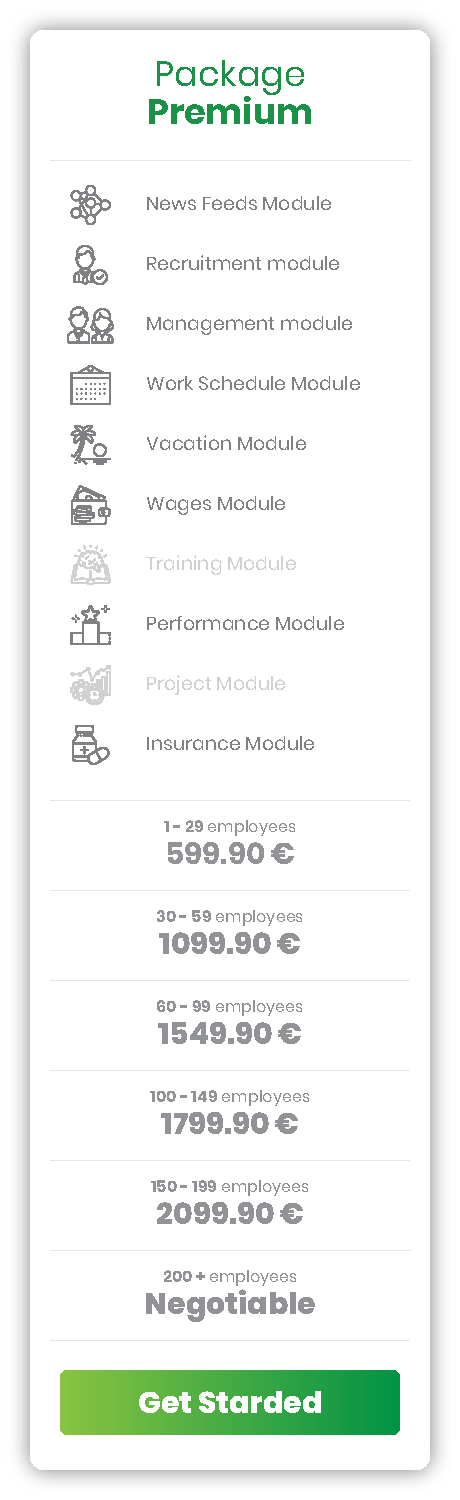 Package
Premium
News Feeds Module
Recruitment module
Management module
Work Schedule Module
Vacation Module
Wages Module
Training Module
Performance Module
Project Module
Insurance Module
1 - 29 employees
599.90 €
30 - 59 employees
1099.90 €
60 - 99 employees
1549.90 €
100 - 149 employees
1799.90 €
150 - 199 employees
2099.90 €
200 + employees
Negotiable
Get Starded